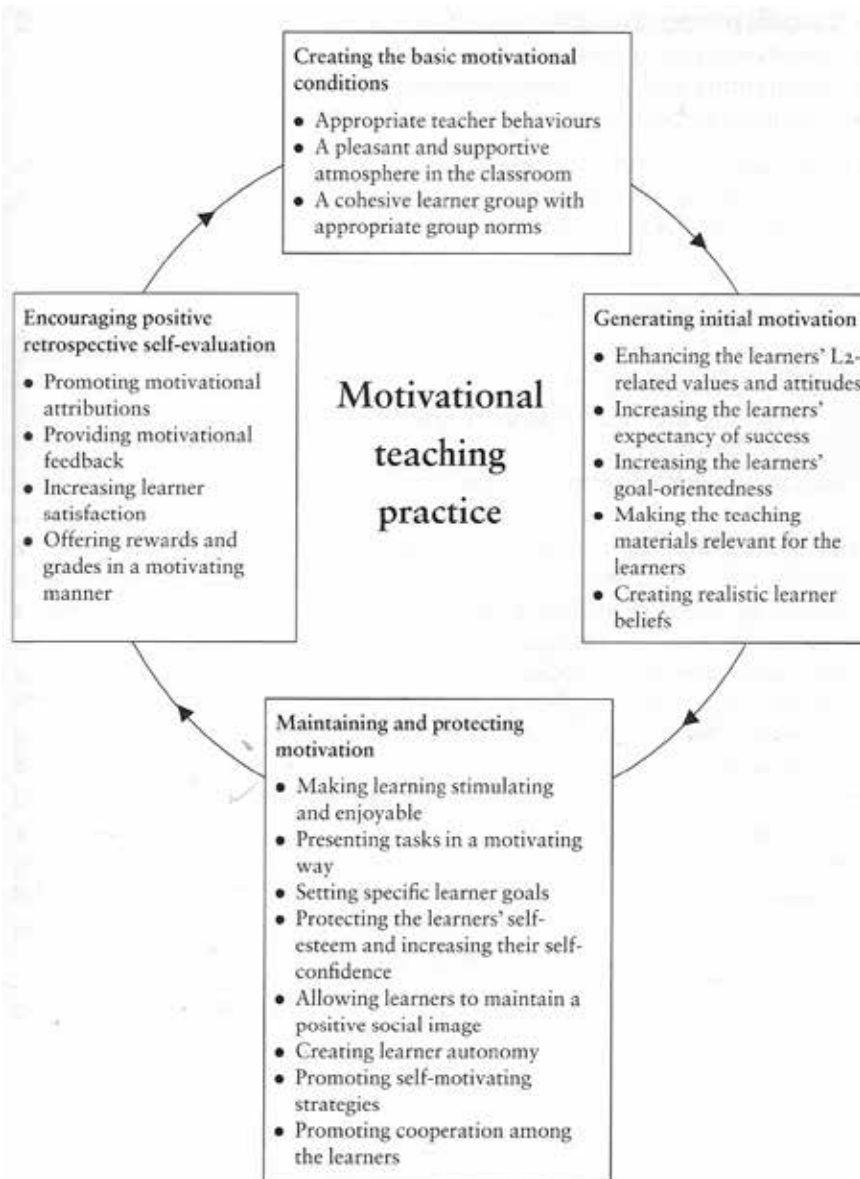 Creating the basic motivational
conditions
• Appropriate teacher behaviours
• A pleasant and supportive
atmosphere in the classroom
• A cohesive learner group with
appropriate group norms
Encouraging positive
retrospective self-evaluation
• Promoting motivational
attributions
• Providing motivational
feedback
• Increasing learner
satisfaction
• Offering rewards and
grades in a motivating
manner
Motivational
teaching
practice
Generating initial motivation
• Enhancing the learners' L2-
related values and attitudes
• Increasing the learners'
expectancy of success
• Increasing the learners'
goal-orientedness
• Making the teaching
materials relevant for the
learners
• Creating realistic learner
beliefs
Maintaining and protecting
motivation
• Making learning stimulating
and enjoyable
• Presenting tasks in a motivating
way
• Setting specific learner goals
• Protecting the learners' self-
esteem and increasing their self-
confidence
• Allowing learners to maintain a
positive social image
• Creating learner autonomy
• Promoting self-motivating
strategies
• Promoting cooperation among
the learners